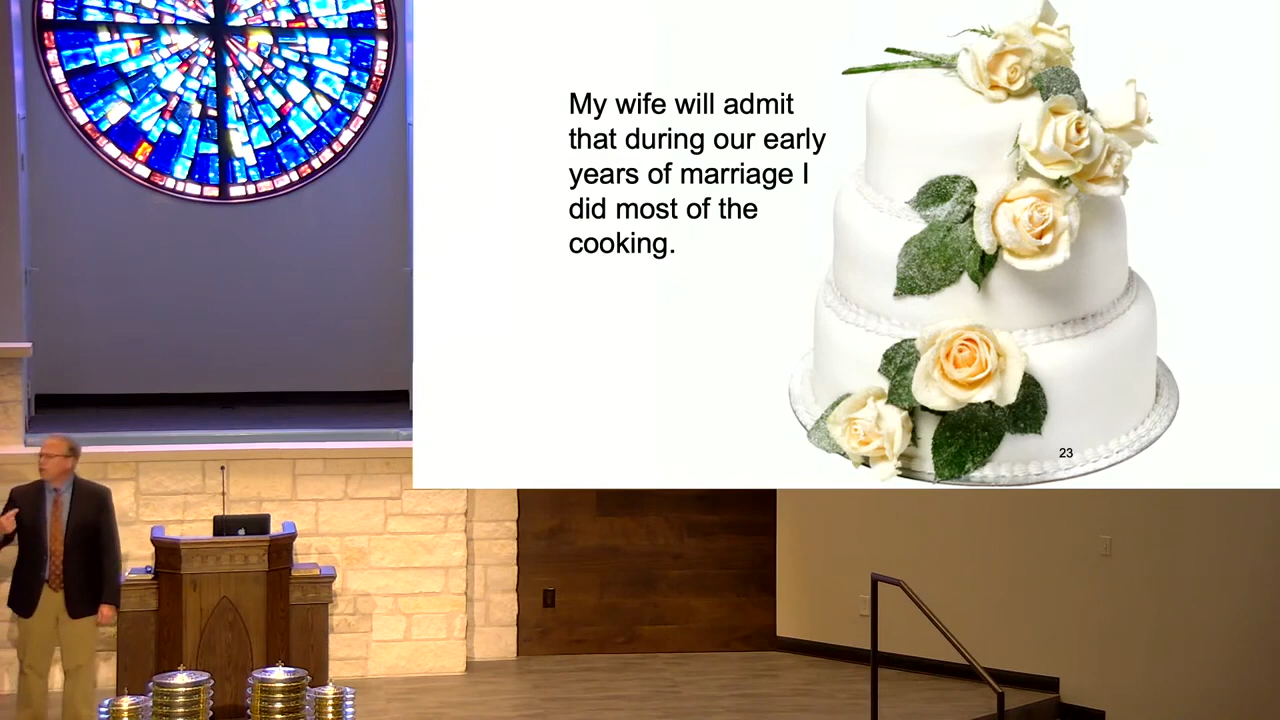 My wife will admit
that during our early
years of marriage I
did most of the
cooking.
23